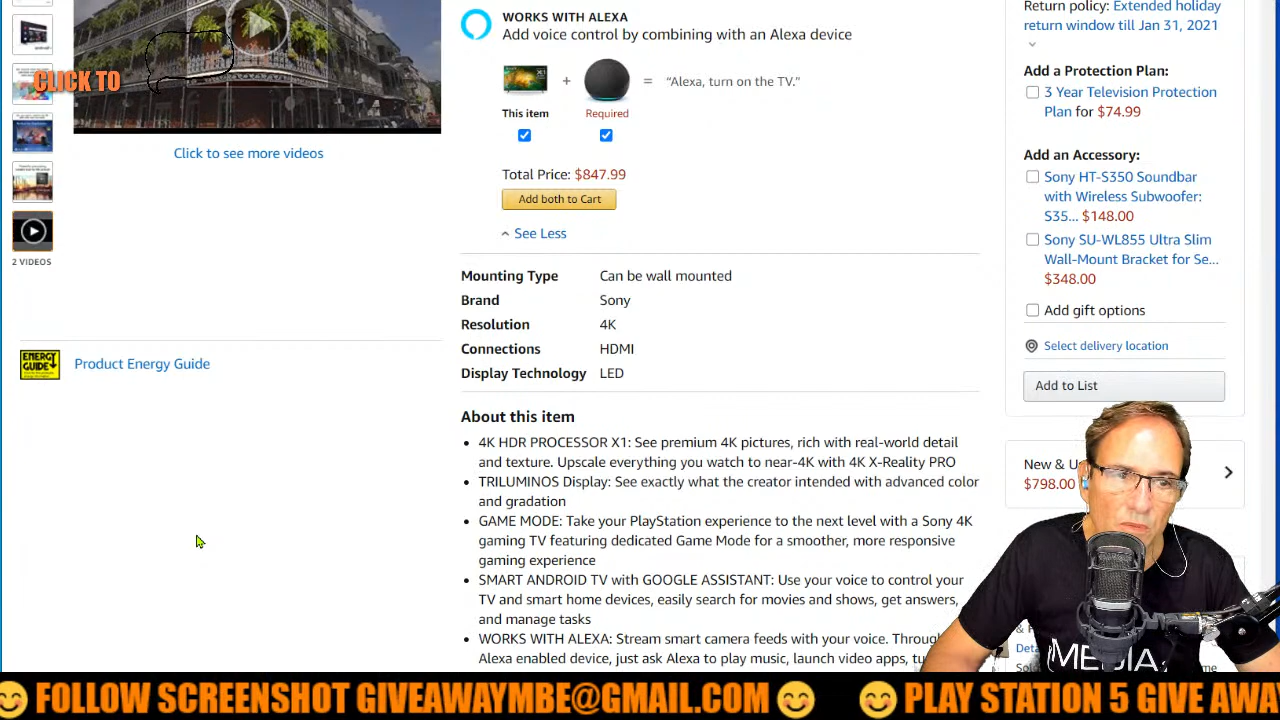 CLICK TO
Click to see more videos
2 VIDEOS
ENERGY
GUIDE
Product Energy Guide
WORKS WITH ALEXA
Add voice control by combining with an Alexa device
+ = “Alexa, turn on the TV.”
This item Required
Total Price: $847.99
Add both to Cart
See Less
Mounting Type Can be wall mounted
Brand Sony
Resolution 4K
Connections HDMI
Display Technology LED
About this item
• 4K HDR PROCESSOR X1: See premium 4K pictures, rich with real-world detail
and texture. Upscale everything you watch to near-4K with 4K X-Reality PRO
• TRILUMINOS Display: See exactly what the creator intended with advanced color
and gradation
• GAME MODE: Take your PlayStation experience to the next level with a Sony 4K
gaming TV featuring dedicated Game Mode for a smoother, more responsive
gaming experience
• SMART ANDROID TV with GOOGLE ASSISTANT: Use your voice to control your
TV and smart home devices, easily search for movies and shows, get answers,
and manage tasks
• WORKS WITH ALEXA: Stream smart camera feeds with your voice. Through
Alexa enabled device, just ask Alexa to play music, launch video apps,
Return policy: Extended holiday
return window till Jan 31, 2021
Add a Protection Plan:
3 Year Television Protection
Plan for $74.99
Add an Accessory:
Sony HT-S350 Soundbar
with Wireless Subwoofer:
S35... $148.00
Sony SU-WL855 Ultra Slim
Wall-Mount Bracket for Se...
$348.00
Add gift options
Select delivery location
Add to List
New & U
$798.00
MEDIA
FOLLOW SCREENSHOT GIVEAWAYMBE@GMAIL.COM PLAY STATION 5 GIVE AWA